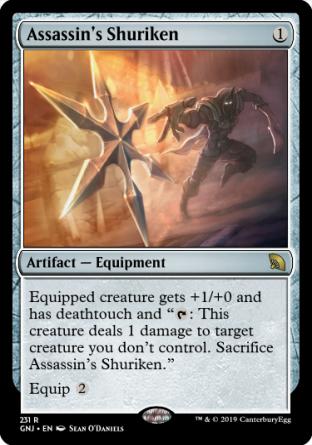 Assassin's Shuriken 1
Artifact — Equipment
Equipped creature gets +1/+0 and
has deathtouch and “: This
creature deals 1 damage to target
creature you don't control. Sacrifice
Assassin's Shuriken.”
Equip 2
231 R
GNJ • EN Sean O'Daniels
™ & © 2019 CanterburyEgg